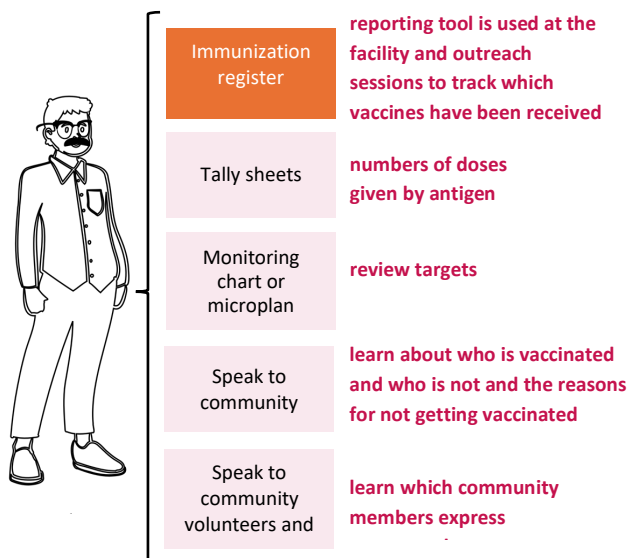 Immunization
register
reporting tool is used at the
facility and outreach
sessions to track which
vaccines have been received
Tally sheets
numbers of doses
given by antigen
Monitoring
chart or
microplan
review targets
Speak to
community
learn about who is vaccinated
and who is not and the reasons
for not getting vaccinated
Speak to
community
volunteers and
learn which community
members express